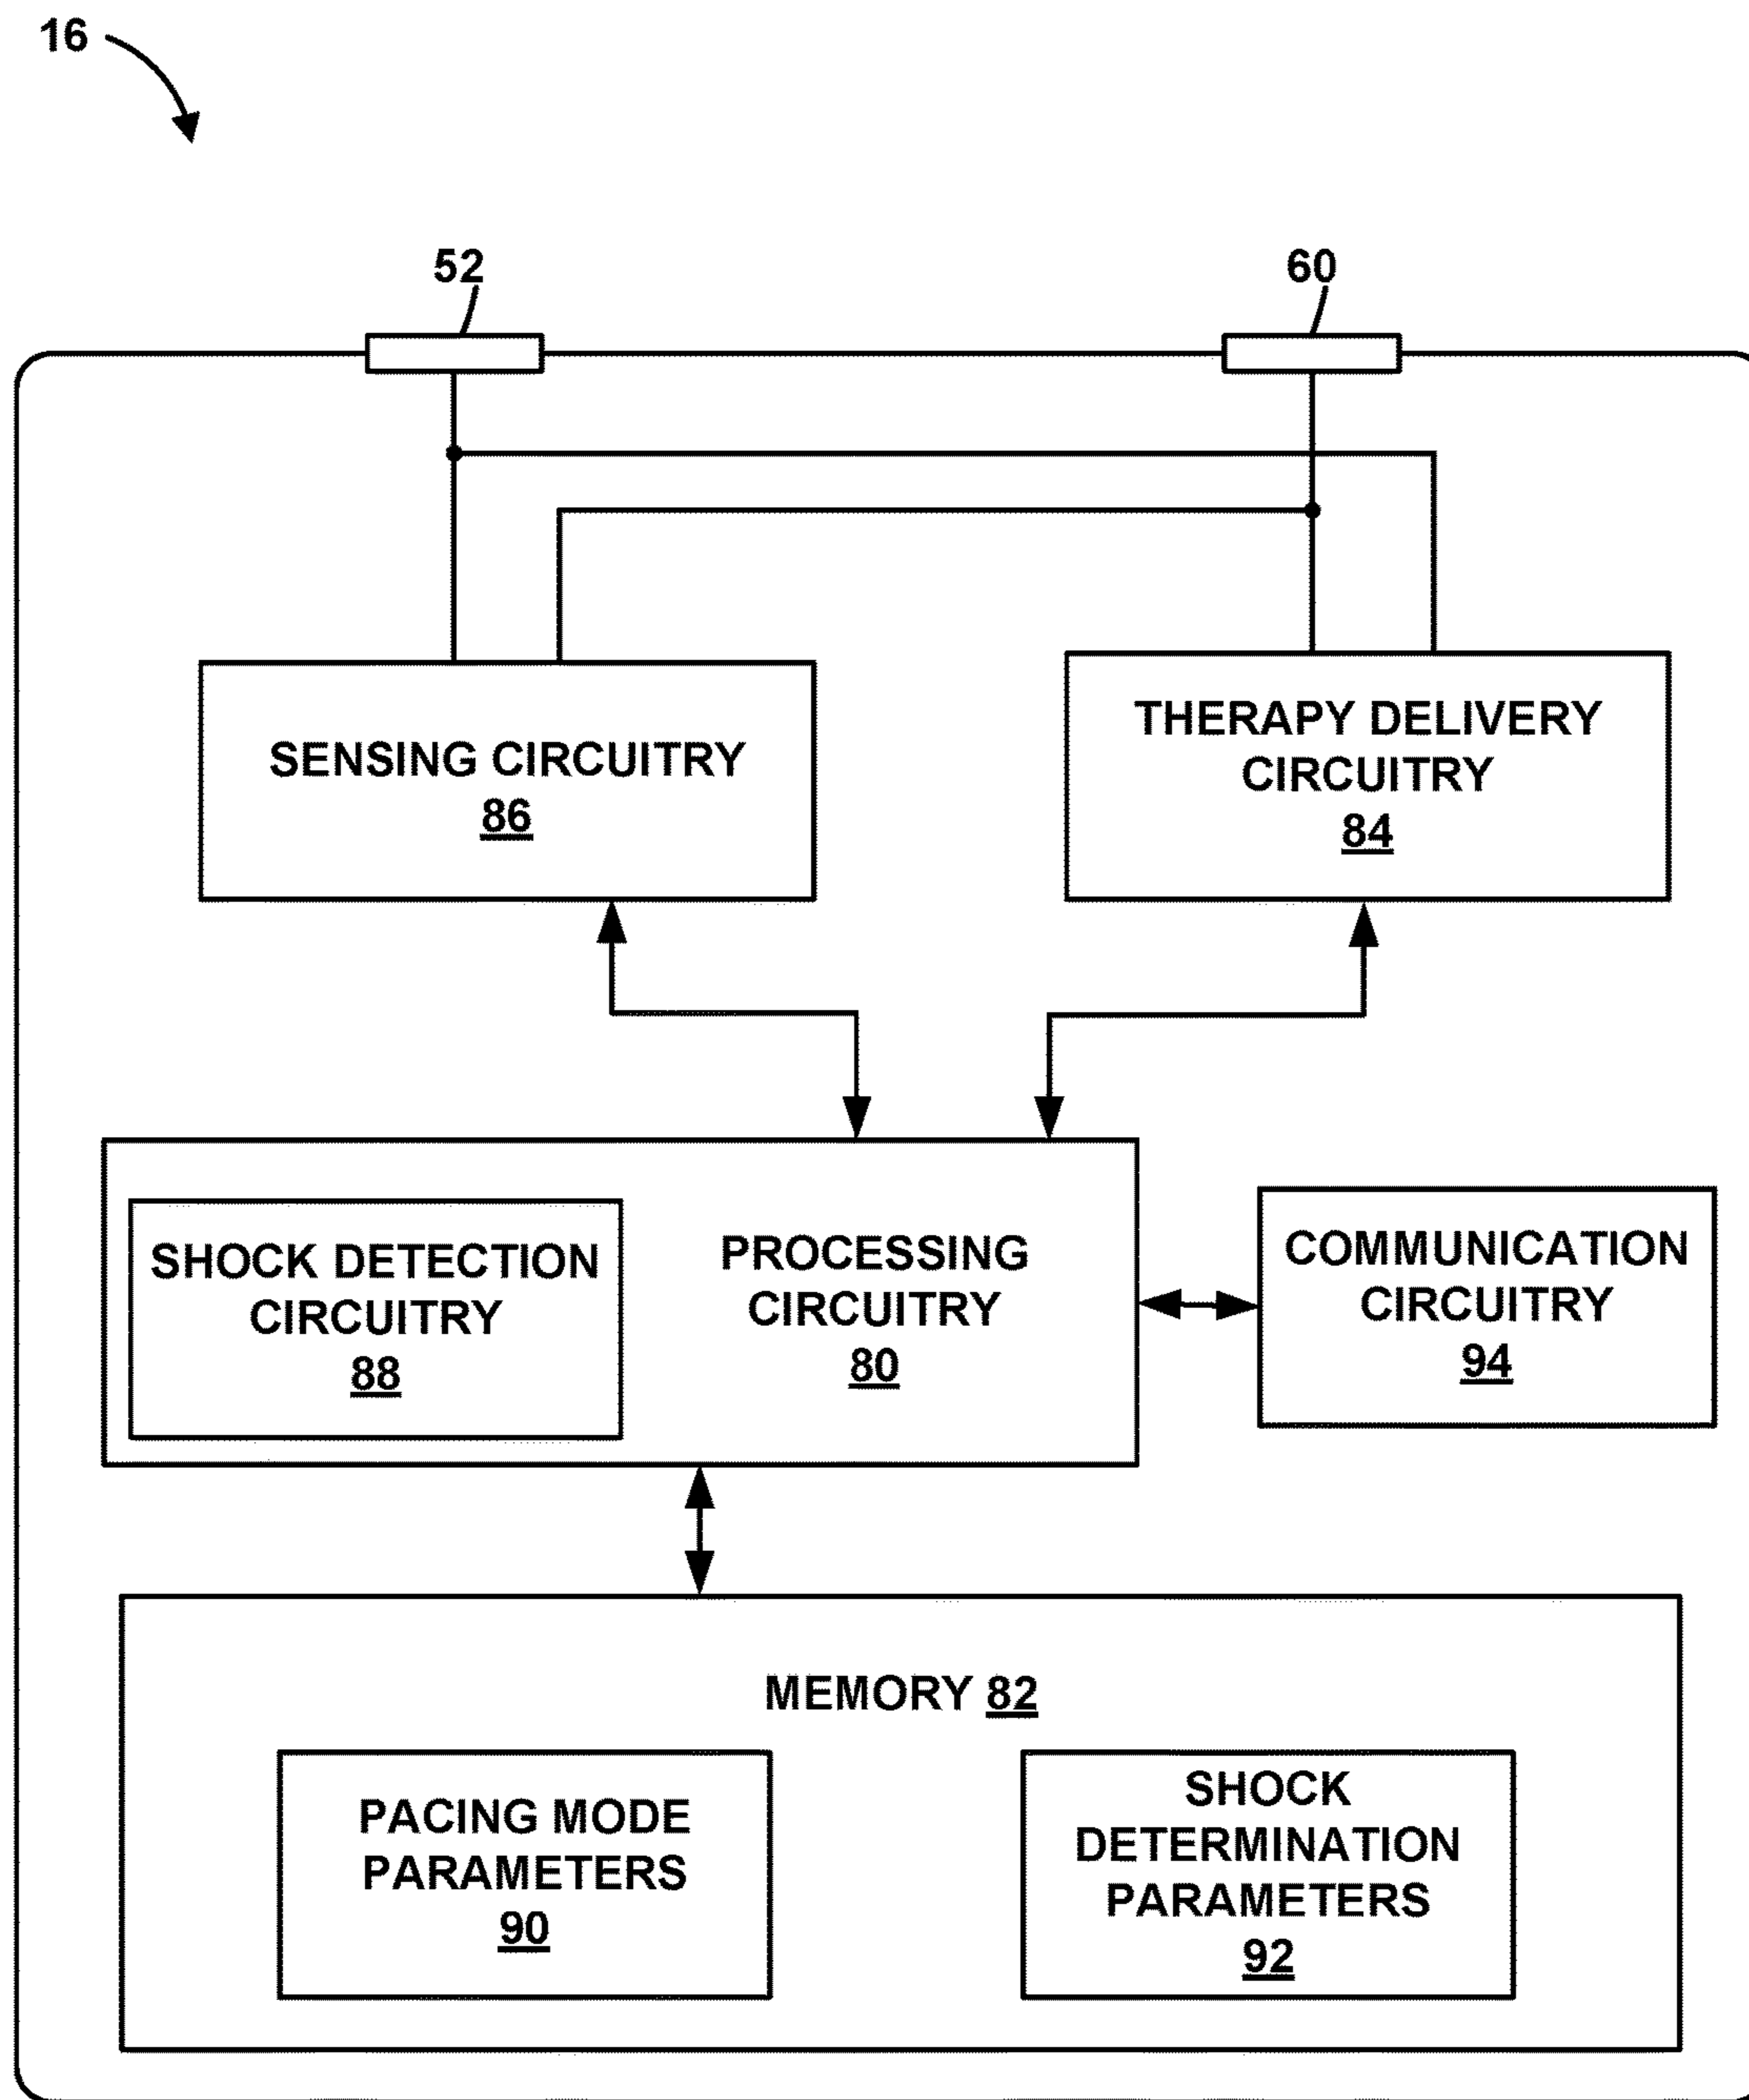 16
52
60
SENSING CIRCUITRY
86
THERAPY DELIVERY
CIRCUITRY
84
SHOCK DETECTION
CIRCUITRY
88
PROCESSING
CIRCUITRY
80
COMMUNICATION
CIRCUITRY
94
MEMORY 82
PACING MODE
PARAMETERS
90
SHOCK
DETERMINATION
PARAMETERS
92